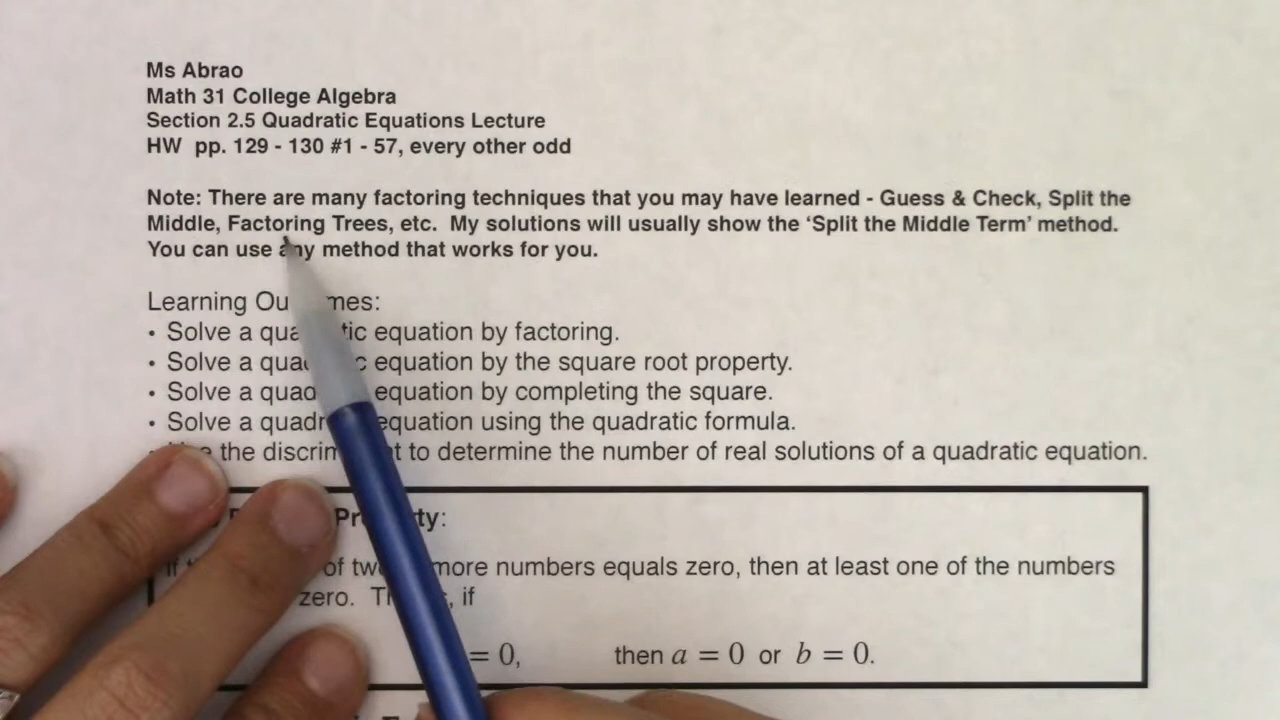 Ms Abrao
Math 31 College Algebra
Section 2.5 Quadratic Equations Lecture
HW pp. 129 - 130 #1 - 57, every other odd
Note: There are many factoring techniques that you may have learned - Guess & Check, Split the
Middle, Factoring Trees, etc. My solutions will usually show the ‘Split the Middle Term’ method.
You can use any method that works for you.
Learning Ou mes:
• Solve a qua tic equation by factoring.
• Solve a qua c equation by the square root property.
• Solve a quad equation by completing the square.
• Solve a quadr equation using the quadratic formula.
the discrim t to determine the number of real solutions of a quadratic equation.
Pr ty:
of tw more numbers equals zero, then at least one of the numbers
zero. , if
= 0, then a = 0 or b = 0.